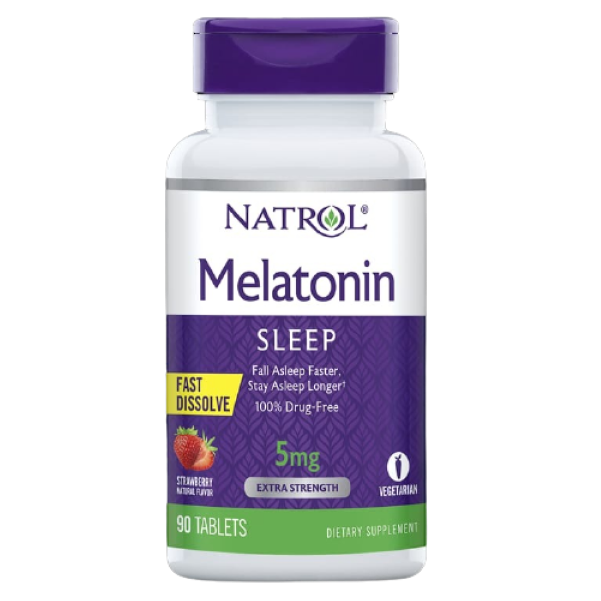 NATROL®
Melatonin
SLEEP
Fall Asleep Faster,
Stay Asleep Longer†
100% Drug-Free
FAST
DISSOLVE
5mg
EXTRA STRENGTH
STRAWBERRY
NATURAL FLAVOR
VEGETARIAN
90 TABLETS
DIETARY SUPPLEMENT